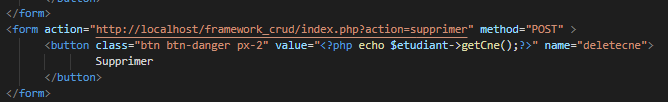 </form>
<form action="http://localhost/framework_crud/index.php?action=supprimer" method="POST" >
<button class="btn btn-danger px-2" value="<?php echo $etudiant->getCne();?>" name="deletecne">
Supprimer
</button>
</form>